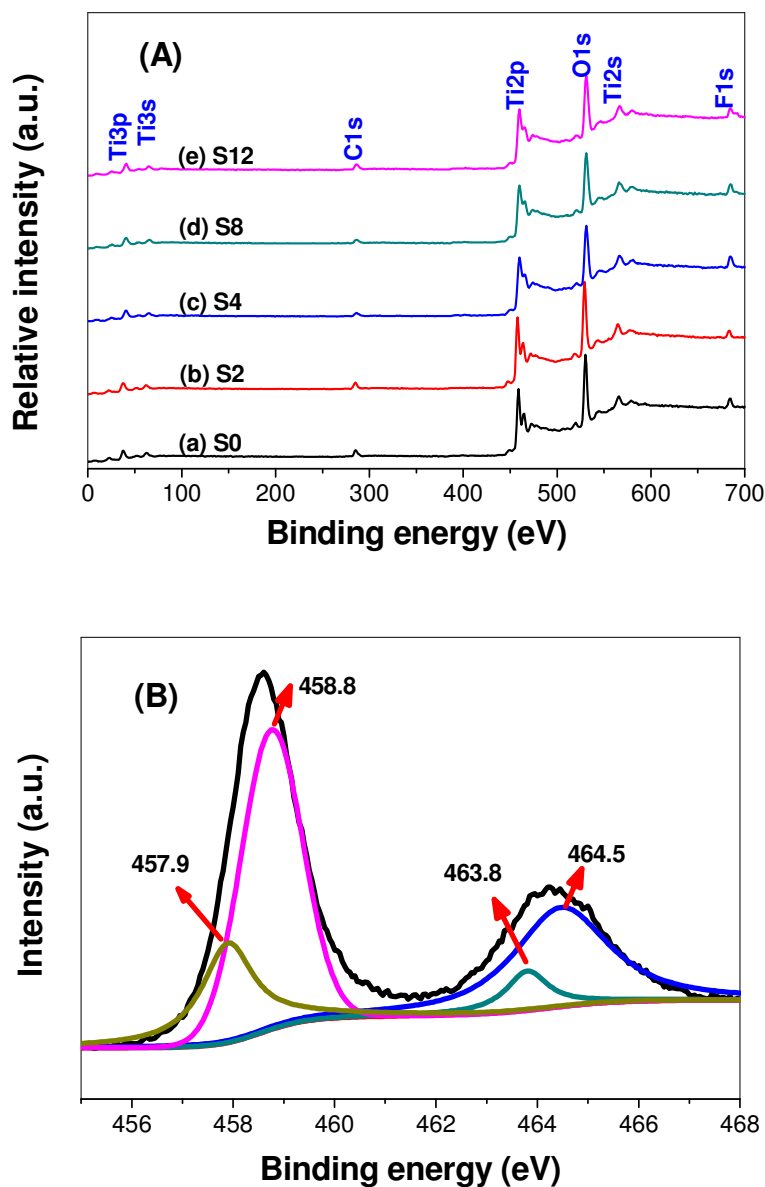 (A)
Ti3p
Ti3s
C1s
Ti2p
O1s
Ti2s
F1s
(e) S12
(d) S8
(c) S4
(b) S2
(a) S0
Relative intensity (a.u.)
0 100 200 300 400 500 600 700
Binding energy (eV)
(B)
458.8
457.9
463.8
464.5
Intensity (a.u.)
456 458 460 462 464 466 468
Binding energy (eV)